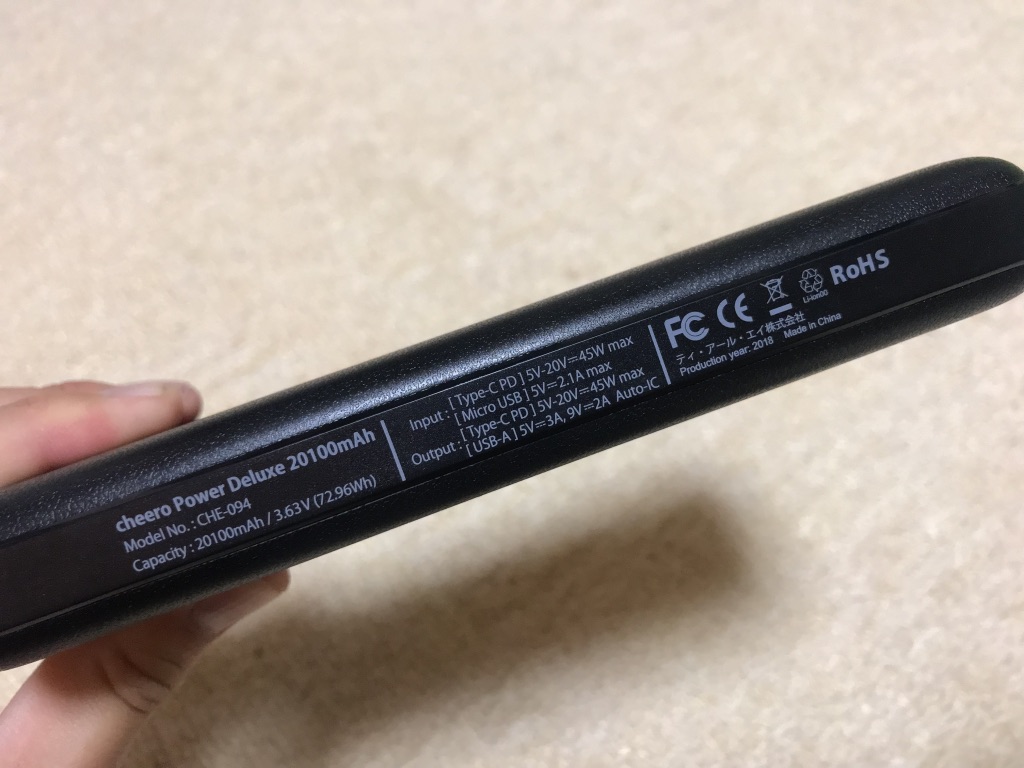 cheero Power Deluxe 20100mAh
Model No. : CHE-094
Capacity : 20100mAh / 3.63V (72.96Wh)
Input : [ Type-C PD ] 5V-20V⎓45W max
[ Micro USB ] 5V⎓2.1A max
Output : [ Type-C PD ] 5V-20V⎓45W max
[ USB-A ] 5V⎓3A, 9V⎓2A Auto-IC
FC CE
Li-ion00
RoHS
ティ・アール・エイ株式会社
Production year: 2018 Made in China